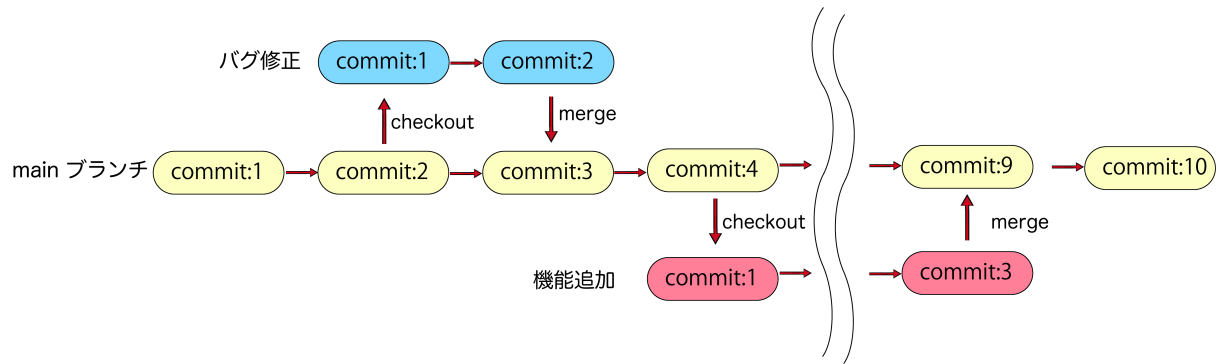 バグ修正 commit:1 commit:2
checkout merge
main ブランチ commit:1 commit:2 commit:3 commit:4 commit:9 commit:10
checkout merge
機能追加 commit:1 commit:3